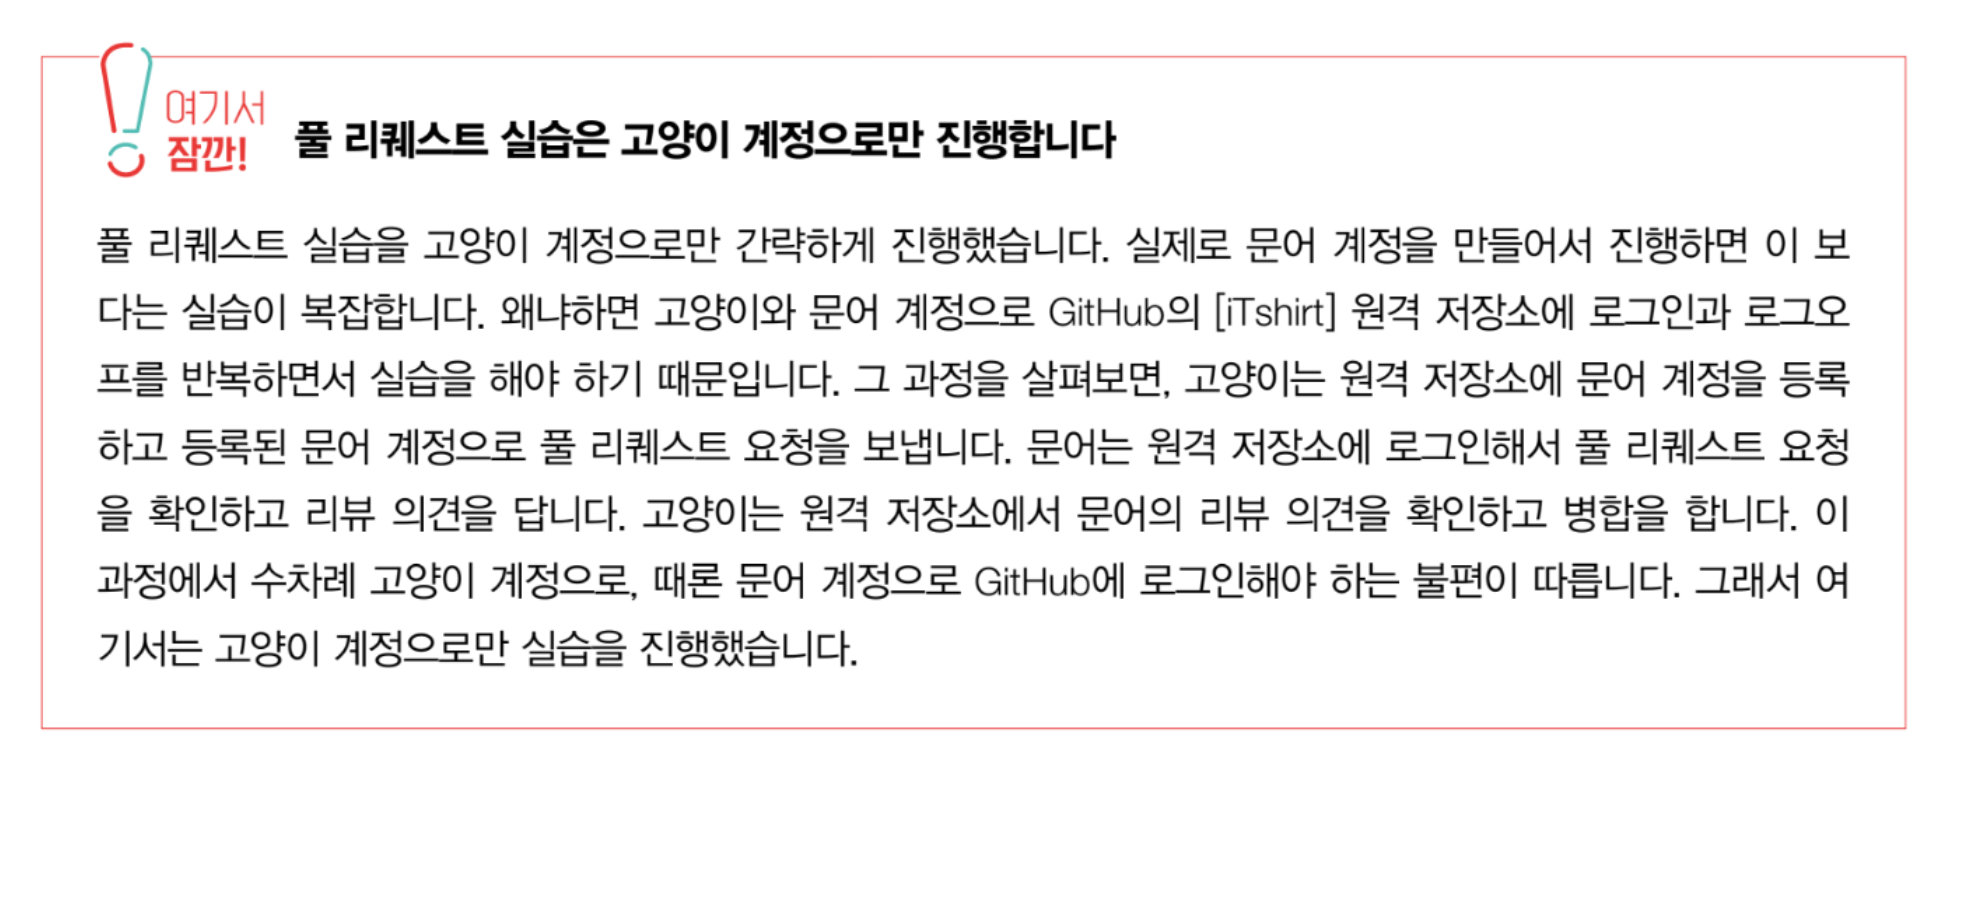 여기서
잠깐!
풀 리퀘스트 실습은 고양이 계정으로만 진행합니다
풀 리퀘스트 실습을 고양이 계정으로만 간략하게 진행했습니다. 실제로 문어 계정을 만들어서 진행하면 이 보
다는 실습이 복잡합니다. 왜냐하면 고양이와 문어 계정으로 GitHub의 [iTshirt] 원격 저장소에 로그인과 로그오
프를 반복하면서 실습을 해야 하기 때문입니다. 그 과정을 살펴보면, 고양이는 원격 저장소에 문어 계정을 등록
하고 등록된 문어 계정으로 풀 리퀘스트 요청을 보냅니다. 문어는 원격 저장소에 로그인해서 풀 리퀘스트 요청
을 확인하고 리뷰 의견을 답니다. 고양이는 원격 저장소에서 문어의 리뷰 의견을 확인하고 병합을 합니다. 이
과정에서 수차례 고양이 계정으로, 때론 문어 계정으로 GitHub에 로그인해야 하는 불편이 따릅니다. 그래서 여
기서는 고양이 계정으로만 실습을 진행했습니다.